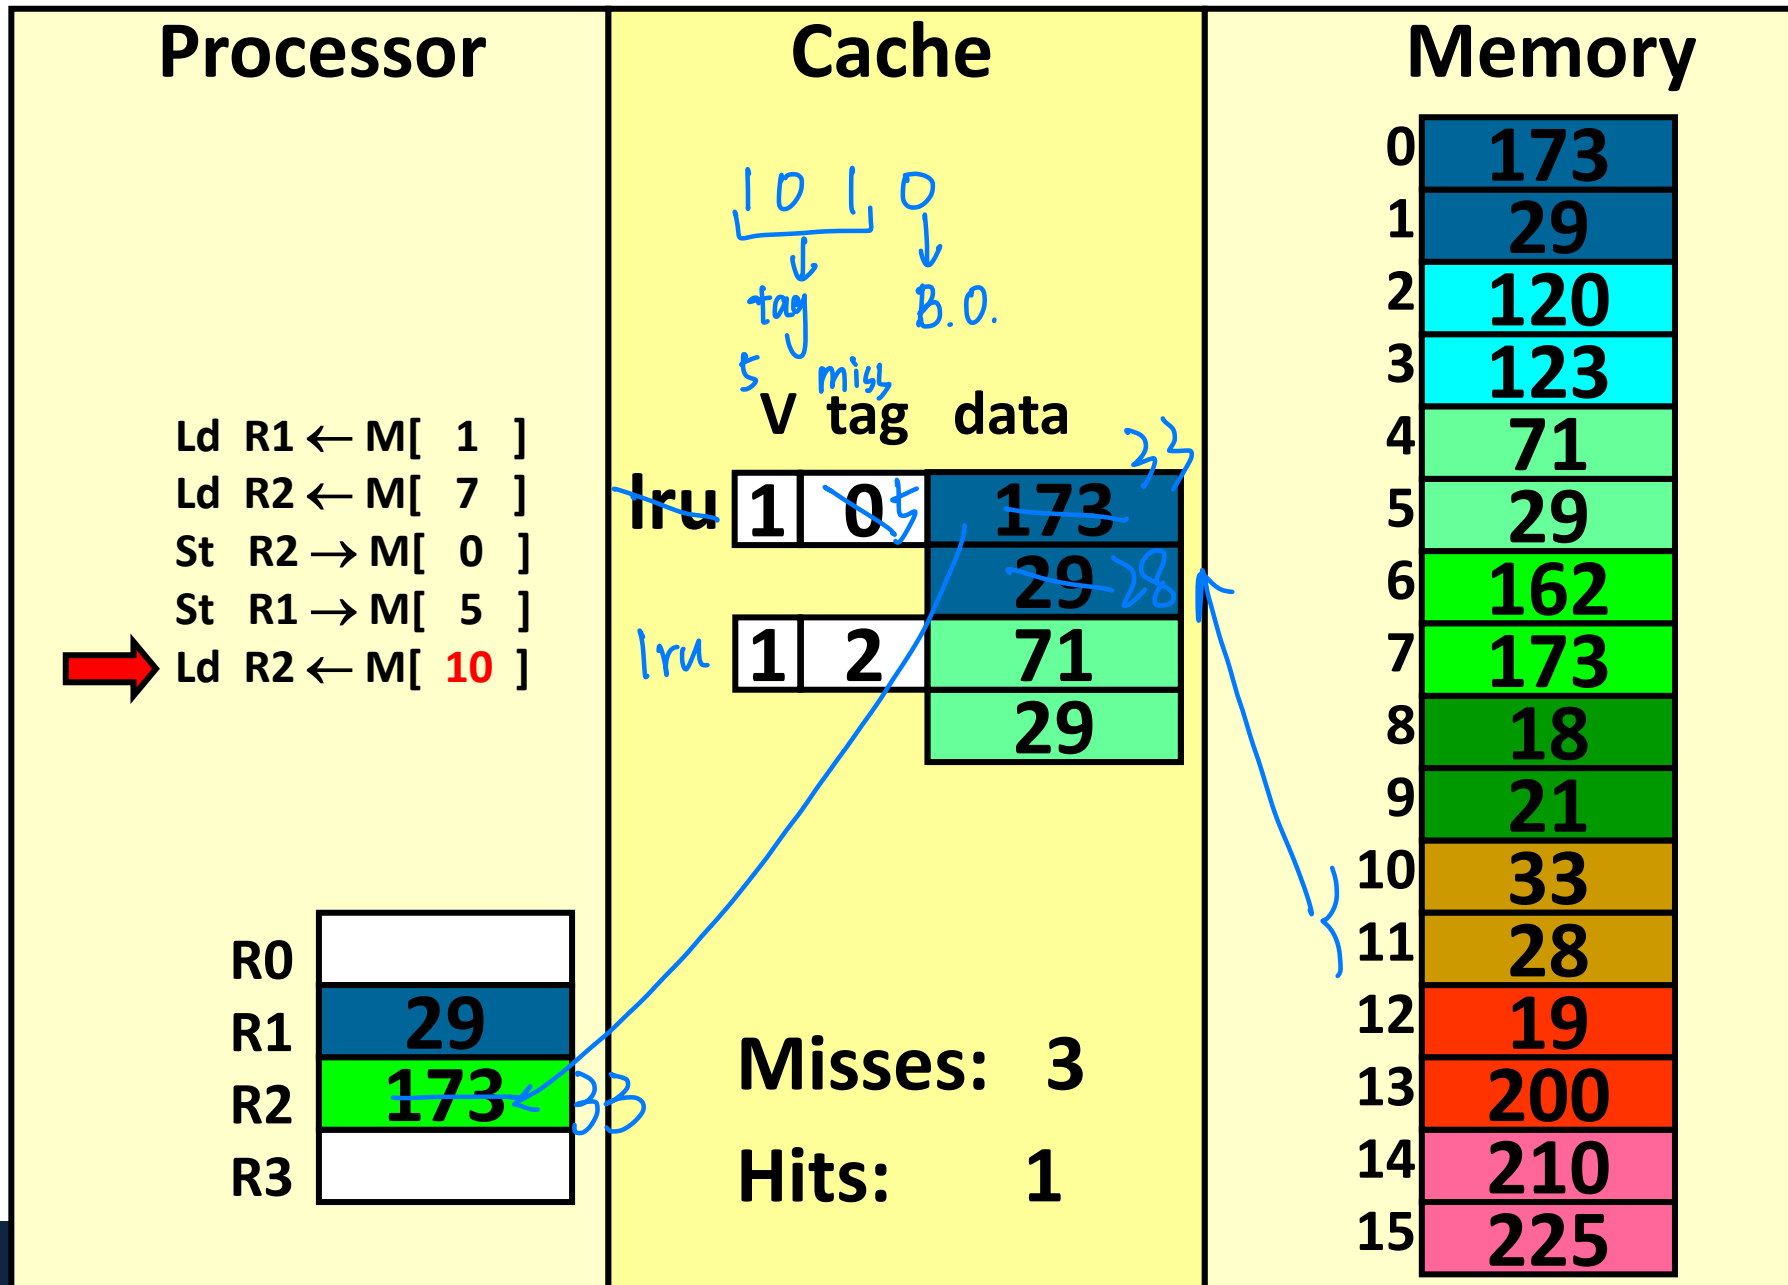 Processor
Ld R1 ← M[ 1 ]
Ld R2 ← M[ 7 ]
St R2 → M[ 0 ]
St R1 → M[ 5 ]
Ld R2 ← M[ 10 ]
R0
R1 29
R2 173 33
R3
Cache
1 0 1 0
tag B.O.
5 miss
V tag data
lru 1 0 5 173 33
29 28
lru 1 2 71
29
Misses: 3
Hits: 1
Memory
0 173
1 29
2 120
3 123
4 71
5 29
6 162
7 173
8 18
9 21
10 33
11 28
12 19
13 200
14 210
15 225